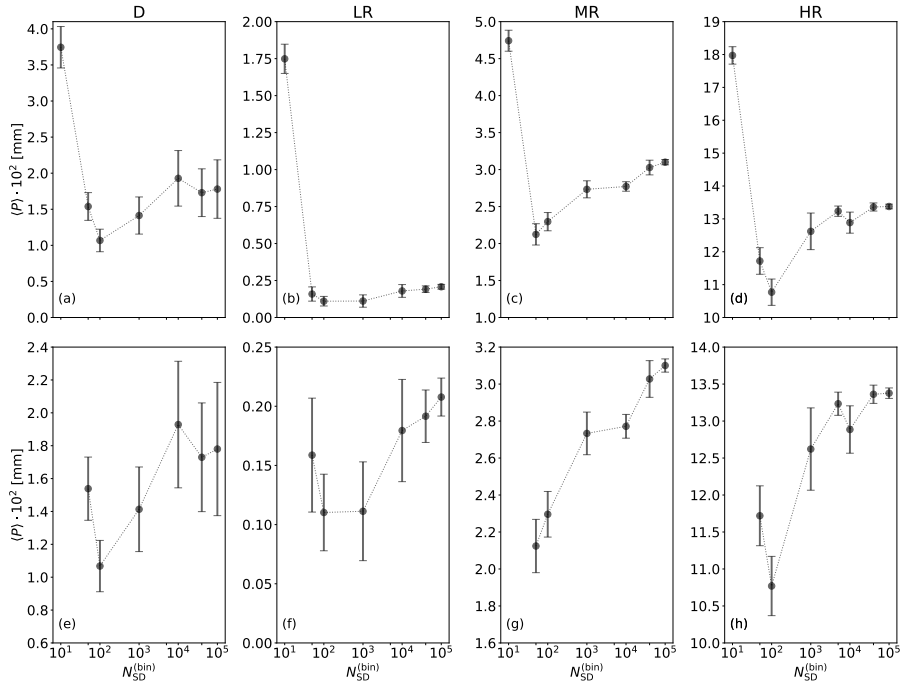 D LR MR HR
4.0 2.00 5.0 19
3.5 1.75 4.5 18
3.0 1.50 4.0 17
2.5 1.25 3.5 16
2.0 1.00 3.0 15
1.5 0.75 2.5 14
1.0 0.50 2.0 13
0.5 0.25 1.5 12
0.0 0.00 1.0 11
10
⟨P⟩ · 10² [mm]
(a) (b) (c) (d)
2.4 0.25 3.2 14.0
2.2 0.20 3.0 13.5
2.0 0.15 2.8 13.0
1.8 0.10 2.6 12.5
1.6 0.05 2.4 12.0
1.4 0.00 2.2 11.5
1.2 2.0 11.0
1.0 1.8 10.5
0.8 1.6 10.0
0.6
⟨P⟩ · 10² [mm]
(e) (f) (g) (h)
10¹ 10² 10³ 10⁴ 10⁵ 10¹ 10² 10³ 10⁴ 10⁵ 10¹ 10² 10³ 10⁴ 10⁵ 10¹ 10² 10³ 10⁴ 10⁵
N_SD^(bin) N_SD^(bin) N_SD^(bin) N_SD^(bin)